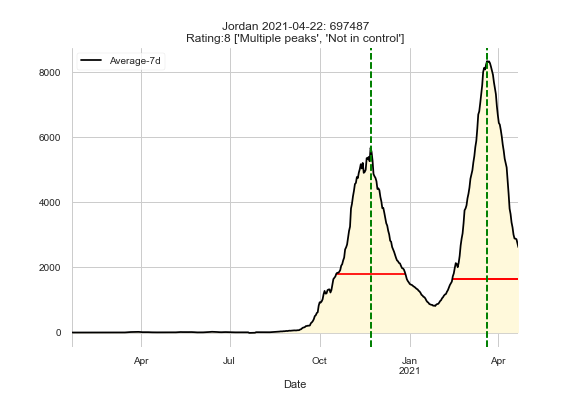 Jordan 2021-04-22: 697487
Rating:8 ['Multiple peaks', 'Not in control']
Average-7d
8000
6000
4000
2000
0
Apr
Jul
Oct
Jan
2021
Apr
Date